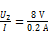 U₂/I = 8 V/0.2 A